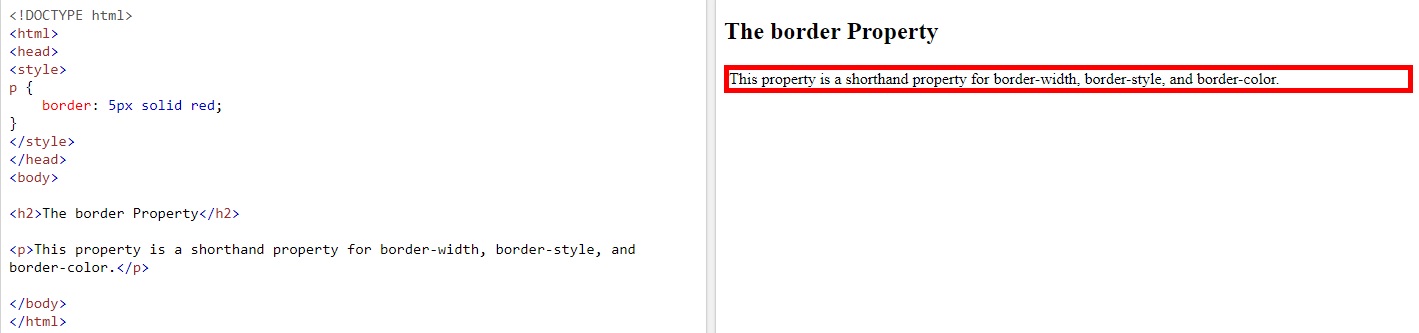 <!DOCTYPE html>
<html>
<head>
<style>
p {
    border: 5px solid red;
}
</style>
</head>
<body>

<h2>The border Property</h2>

<p>This property is a shorthand property for border-width, border-style, and
border-color.</p>

</body>
</html>
The border Property
This property is a shorthand property for border-width, border-style, and border-color.